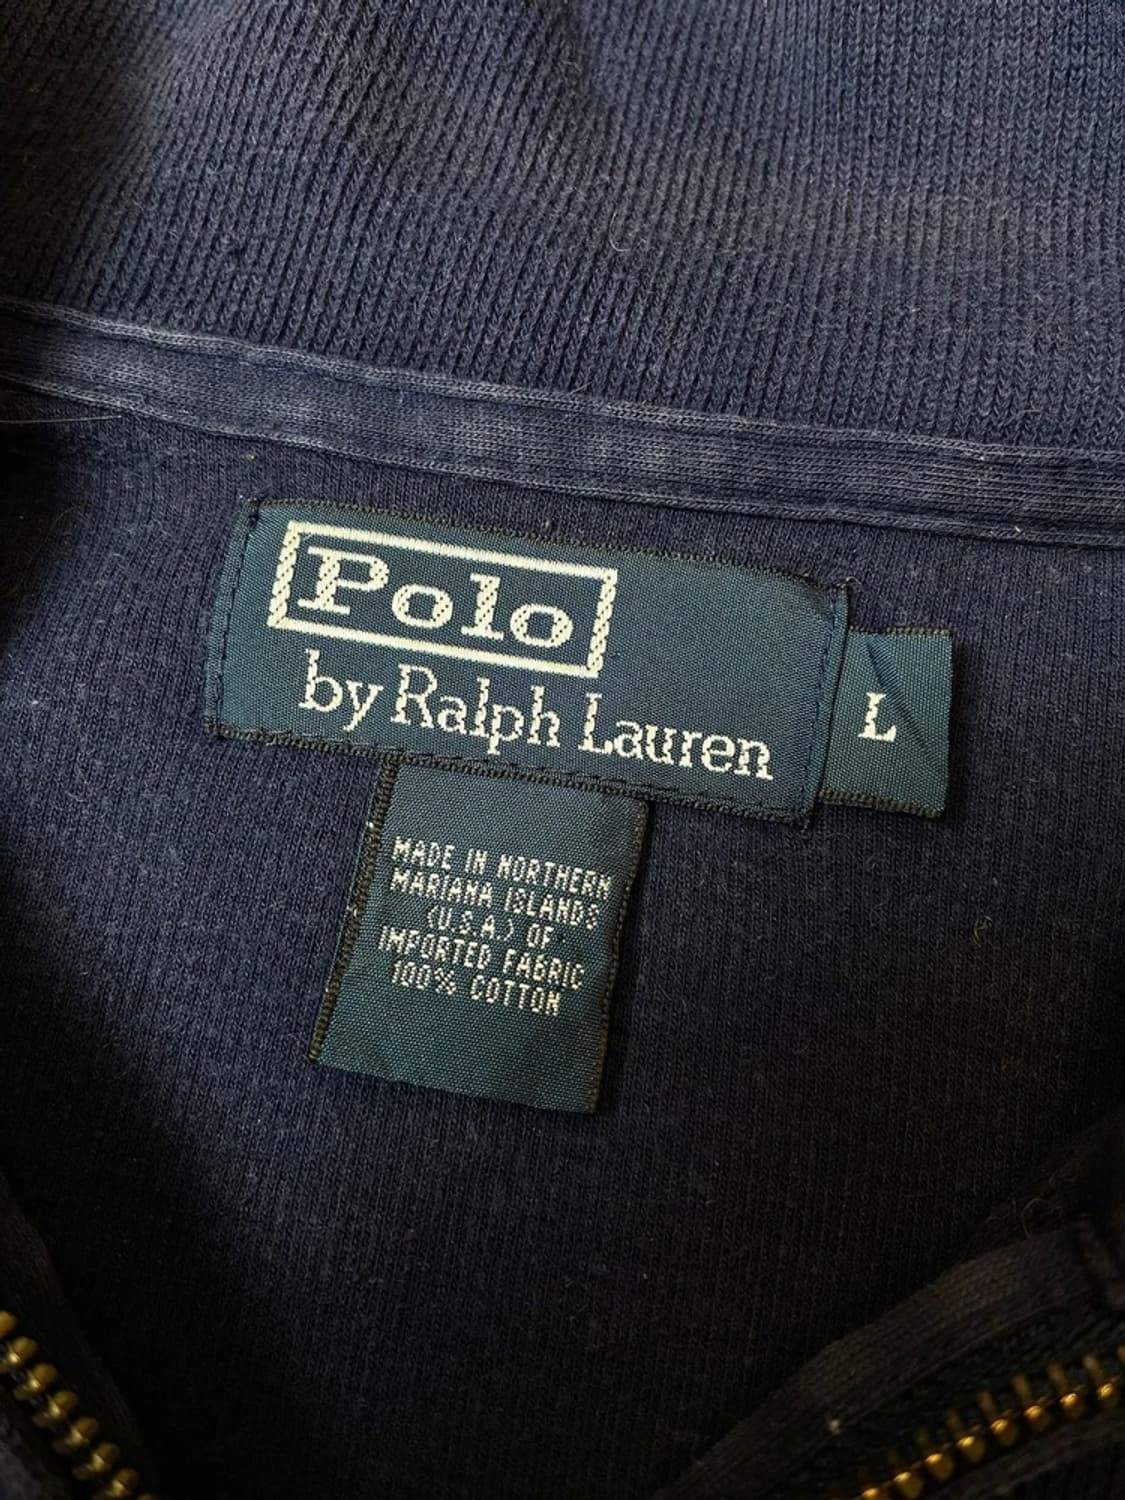 Polo
by Ralph Lauren
L
MADE IN NORTHERN
MARIANA ISLANDS
(U.S.A.) OF
IMPORTED FABRIC
100% COTTON